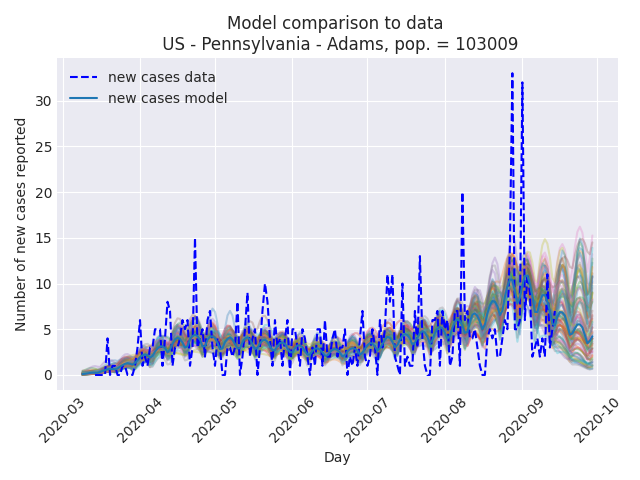 Model comparison to data
US - Pennsylvania - Adams, pop. = 103009
new cases data
new cases model
Number of new cases reported
30
25
20
15
10
5
0
2020-03
2020-04
2020-05
2020-06
2020-07
2020-08
2020-09
2020-10
Day